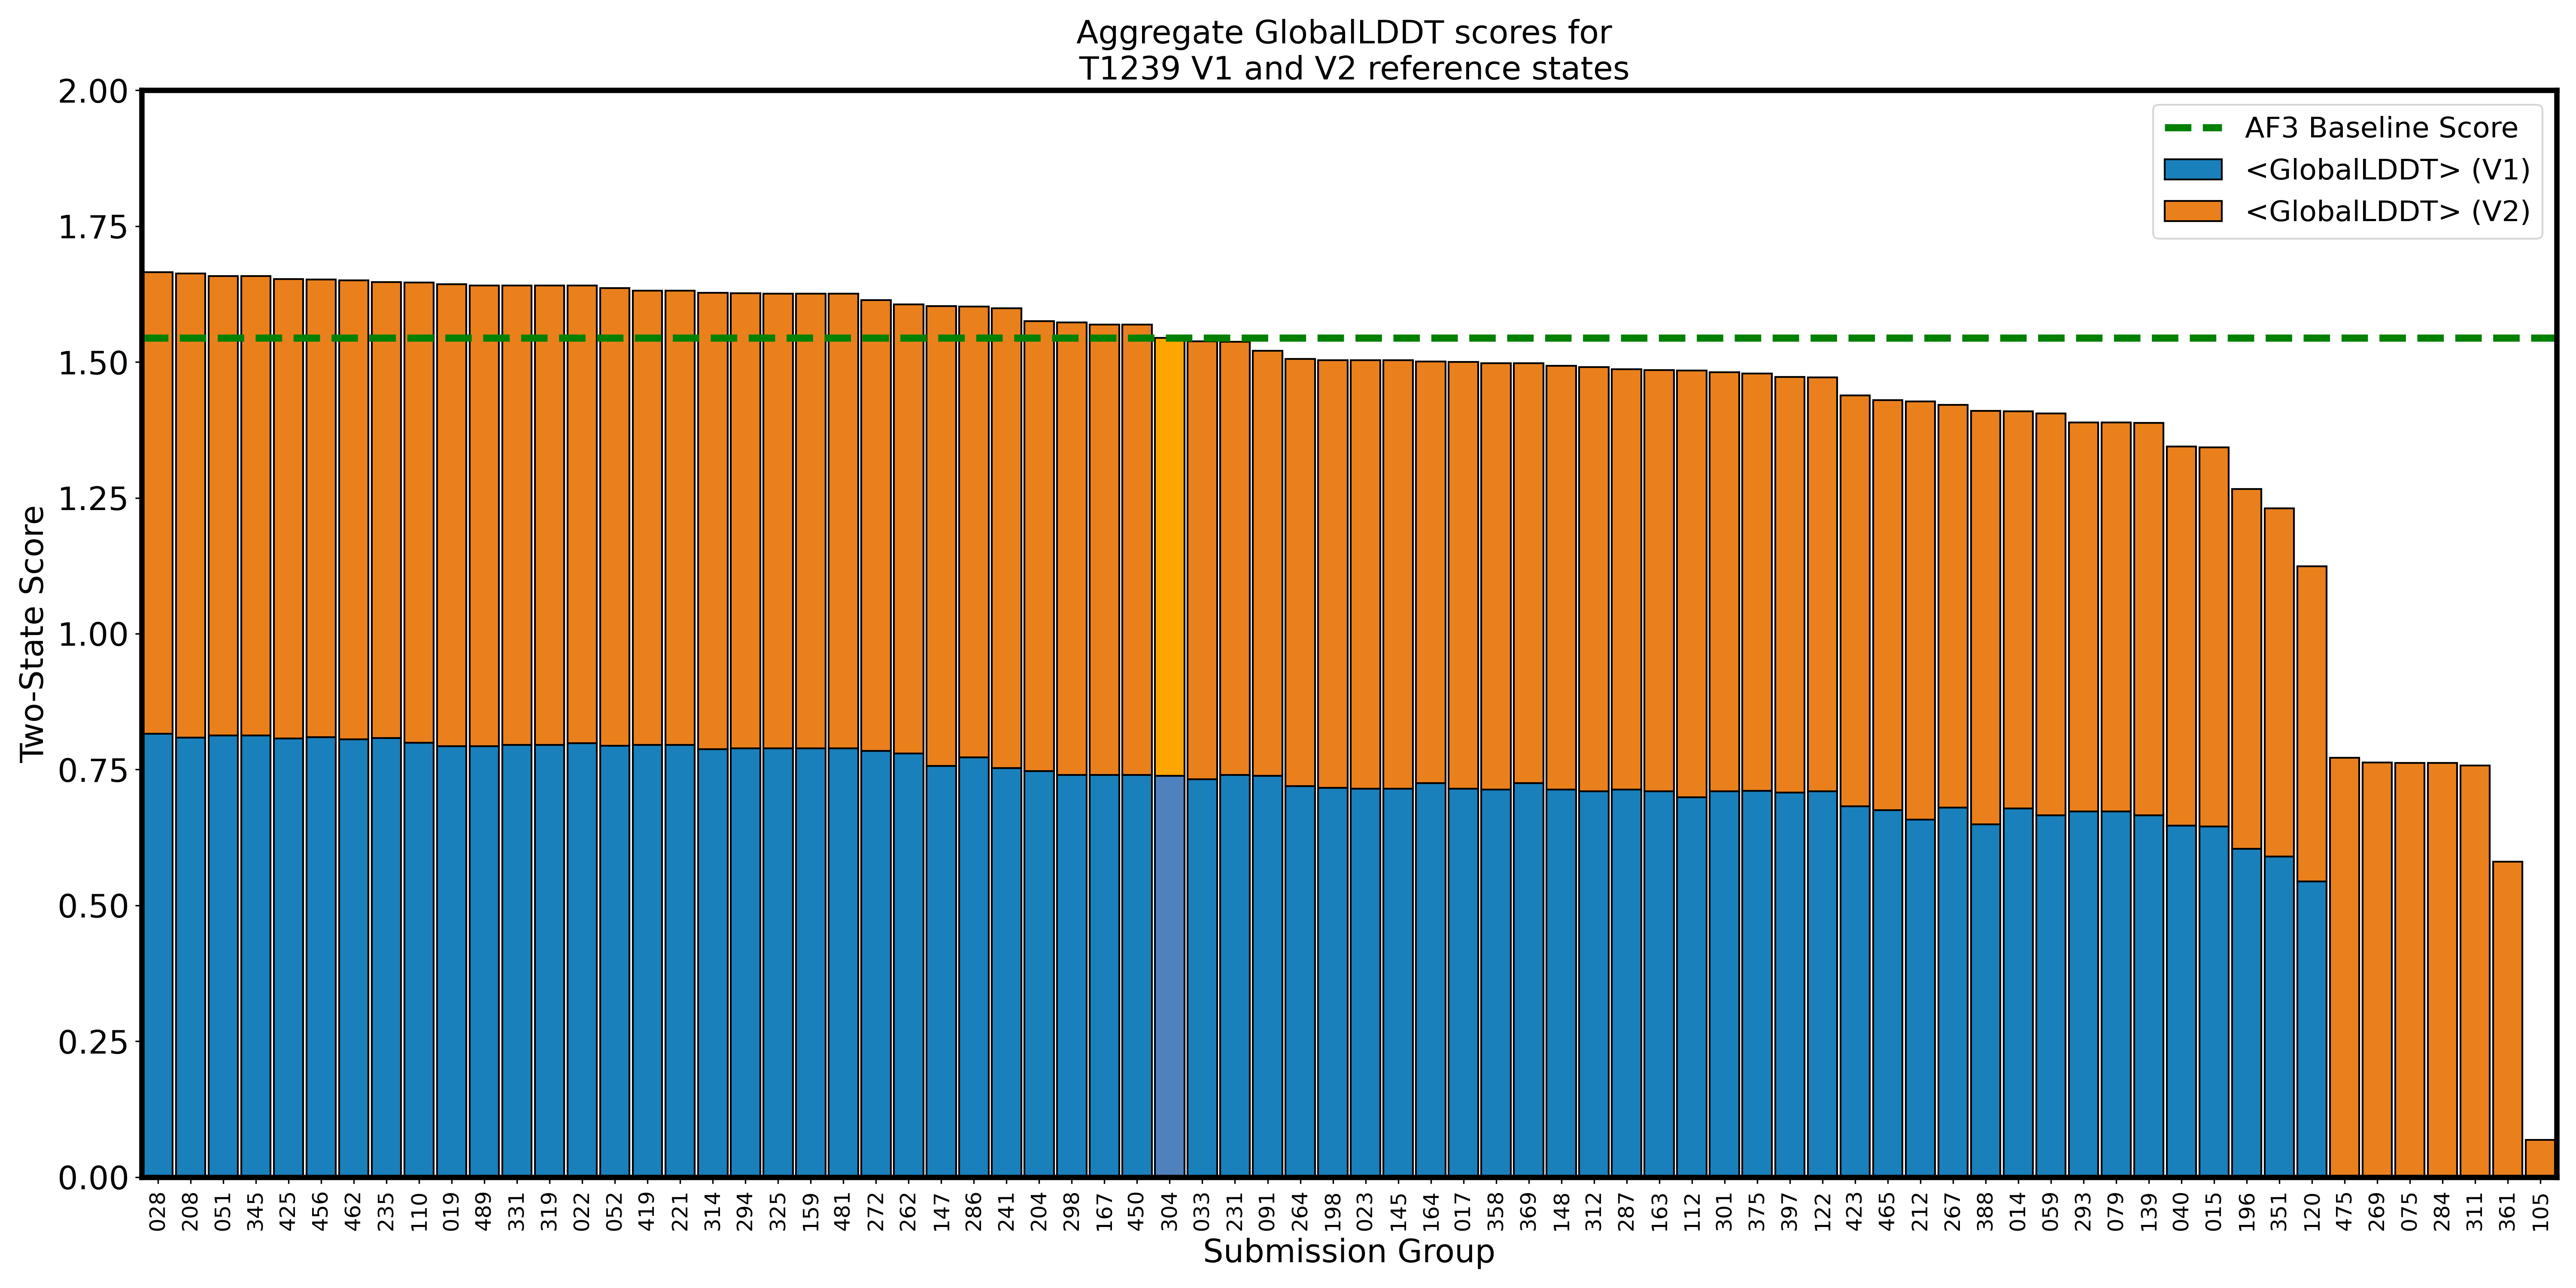 Aggregate GlobalLDDT scores for
T1239 V1 and V2 reference states
2.00
1.75
1.50
1.25
1.00
0.75
0.50
0.25
0.00
Two-State Score
AF3 Baseline Score
<GlobalLDDT> (V1)
<GlobalLDDT> (V2)
028 208 051 345 425 456 462 235 110 019 489 331 319 022 052 419 221 314 294 325 159 481 272 262 147 286 241 204 298 167 450 304 033 231 091 264 198 023 145 164 017 358 369 148 312 287 163 112 301 375 397 122 423 465 212 267 388 014 059 293 079 139 040 015 196 351 120 475 269 075 284 311 361 105
Submission Group